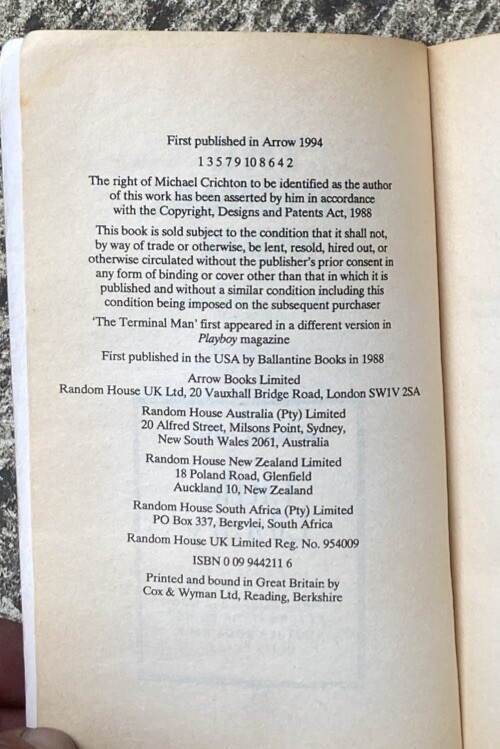 First published in Arrow 1994
1 3 5 7 9 10 8 6 4 2
The right of Michael Crichton to be identified as the author
of this work has been asserted by him in accordance
with the Copyright, Designs and Patents Act, 1988
This book is sold subject to the condition that it shall not,
by way of trade or otherwise, be lent, resold, hired out, or
otherwise circulated without the publisher's prior consent in
any form of binding or cover other than that in which it is
published and without a similar condition including this
condition being imposed on the subsequent purchaser
'The Terminal Man' first appeared in a different version in
Playboy magazine
First published in the USA by Ballantine Books in 1988
Arrow Books Limited
Random House UK Ltd, 20 Vauxhall Bridge Road, London SW1V 2SA
Random House Australia (Pty) Limited
20 Alfred Street, Milsons Point, Sydney,
New South Wales 2061, Australia
Random House New Zealand Limited
18 Poland Road, Glenfield
Auckland 10, New Zealand
Random House South Africa (Pty) Limited
PO Box 337, Bergvlei, South Africa
Random House UK Limited Reg. No. 954009
ISBN 0 09 944211 6
Printed and bound in Great Britain by
Cox & Wyman Ltd, Reading, Berkshire